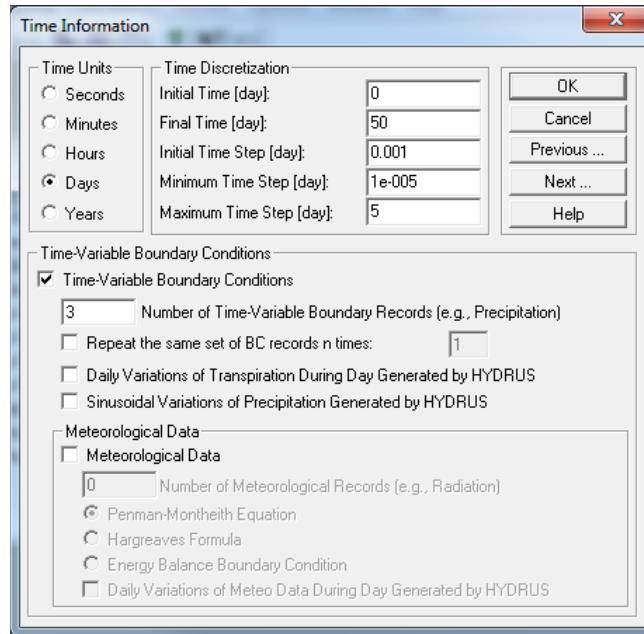 Time Information
Time Units
Seconds
Minutes
Hours
Days
Years
Time Discretization
Initial Time [day]: 0
Final Time [day]: 50
Initial Time Step [day]: 0.001
Minimum Time Step [day]: 1e-005
Maximum Time Step [day]: 5
OK
Cancel
Previous ...
Next ...
Help
Time-Variable Boundary Conditions
Time-Variable Boundary Conditions
3 Number of Time-Variable Boundary Records (e.g., Precipitation)
Repeat the same set of BC records n times: 1
Daily Variations of Transpiration During Day Generated by HYDRUS
Sinusoidal Variations of Precipitation Generated by HYDRUS
Meteorological Data
Meteorological Data
0 Number of Meteorological Records (e.g., Radiation)
Penman-Montheith Equation
Hargreaves Formula
Energy Balance Boundary Condition
Daily Variations of Meteo Data During Day Generated by HYDRUS